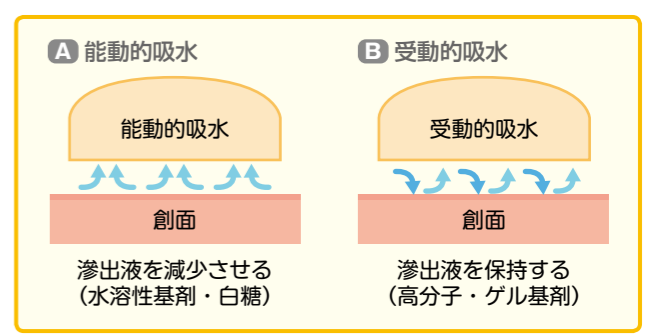 A 能動的吸水
B 受動的吸水
能動的吸水
受動的吸水
創面
創面
滲出液を減少させる
（水溶性基剤・白糖）
滲出液を保持する
（高分子・ゲル基剤）